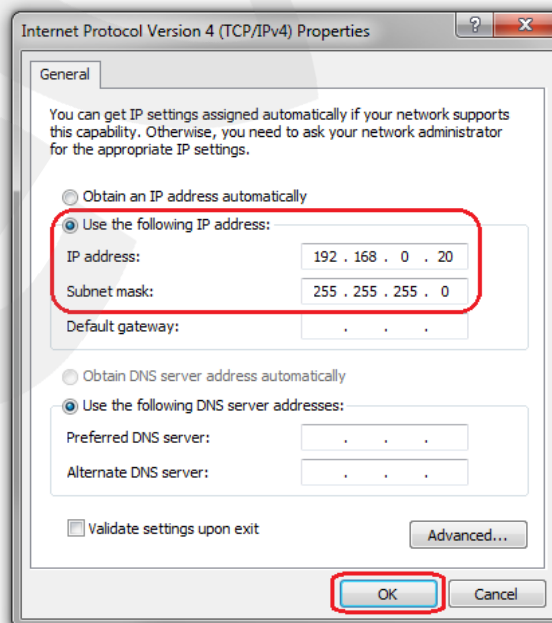 Internet Protocol Version 4 (TCP/IPv4) Properties
?
X
General
You can get IP settings assigned automatically if your network supports
this capability. Otherwise, you need to ask your network administrator
for the appropriate IP settings.
Obtain an IP address automatically
Use the following IP address:
IP address: 192 . 168 . 0 . 20
Subnet mask: 255 . 255 . 255 . 0
Default gateway: . . .
Obtain DNS server address automatically
Use the following DNS server addresses:
Preferred DNS server: . . .
Alternate DNS server: . . .
Validate settings upon exit
Advanced...
OK Cancel